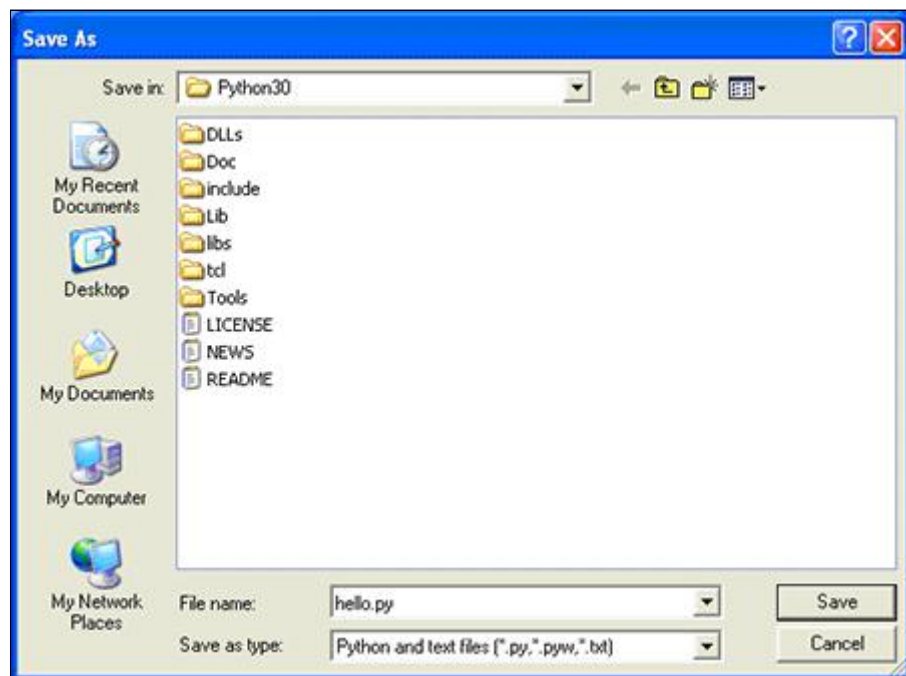 Save As
Save in: Python30
My Recent
Documents
Desktop
My Documents
My Computer
My Network
Places
DLLs
Doc
include
Lib
libs
tcl
Tools
LICENSE
NEWS
README
File name: hello.py Save
Save as type: Python and text files (*.py,*.pyw,*.txt) Cancel